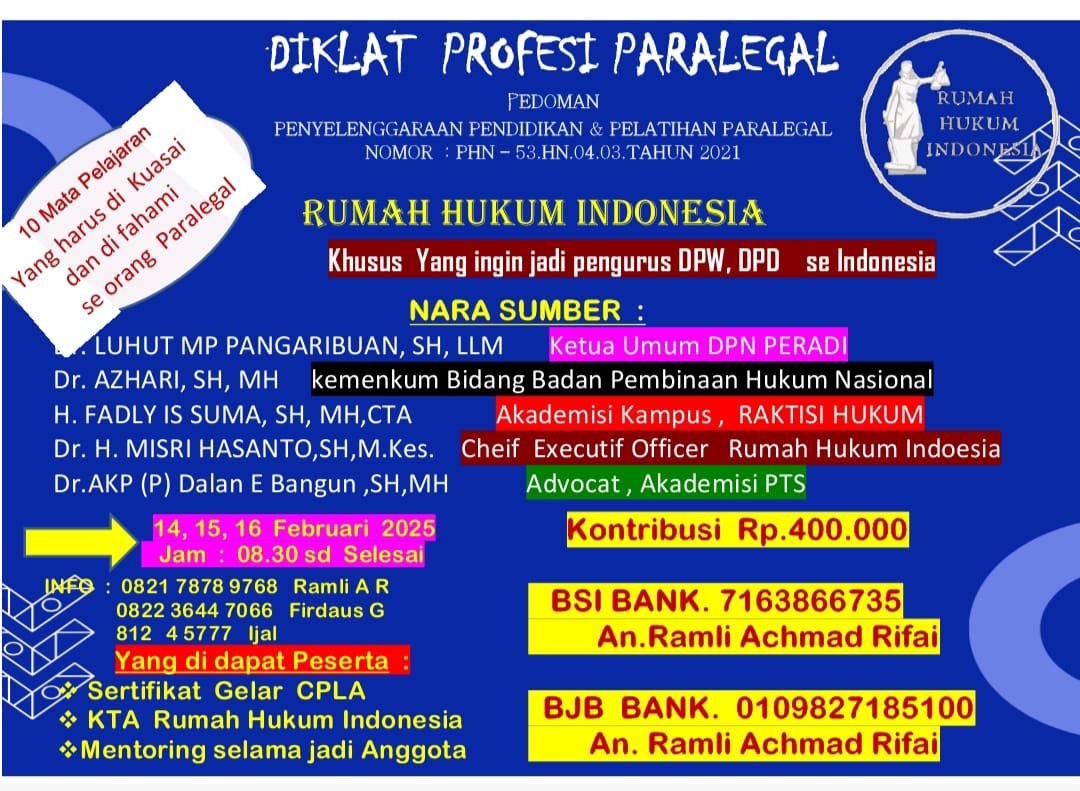 DIKLAT PROFESI PARALEGAL
PEDOMAN
PENYELENGGARAAN PENDIDIKAN & PELATIHAN PARALEGAL
NOMOR : PHN – 53.HN.04.03.TAHUN 2021
RUMAH
HUKUM
INDONESIA
10 Mata Pelajaran
Yang harus di Kuasai
dan di fahami
se orang Paralegal
RUMAH HUKUM INDONESIA
Khusus Yang ingin jadi pengurus DPW, DPD se Indonesia
NARA SUMBER :
LUHUT MP PANGARIBUAN, SH, LLM Ketua Umum DPN PERADI
Dr. AZHARI, SH, MH kemenkum Bidang Badan Pembinaan Hukum Nasional
H. FADLY IS SUMA, SH, MH,CTA Akademisi Kampus , RAKTISI HUKUM
Dr. H. MISRI HASANTO,SH,M.Kes. Cheif Executif Officer Rumah Hukum Indoesia
Dr.AKP (P) Dalan E Bangun ,SH,MH Advocat , Akademisi PTS
14, 15, 16 Februari 2025
Jam : 08.30 sd Selesai
Kontribusi Rp.400.000
INFO : 0821 7878 9768 Ramli A R
0822 3644 7066 Firdaus G
812 4 5777 Ijal
Yang di dapat Peserta :
❖ Sertifikat Gelar CPLA
❖ KTA Rumah Hukum Indonesia
❖Mentoring selama jadi Anggota
BSI BANK. 7163866735
An.Ramli Achmad Rifai
BJB BANK. 0109827185100
An. Ramli Achmad Rifai